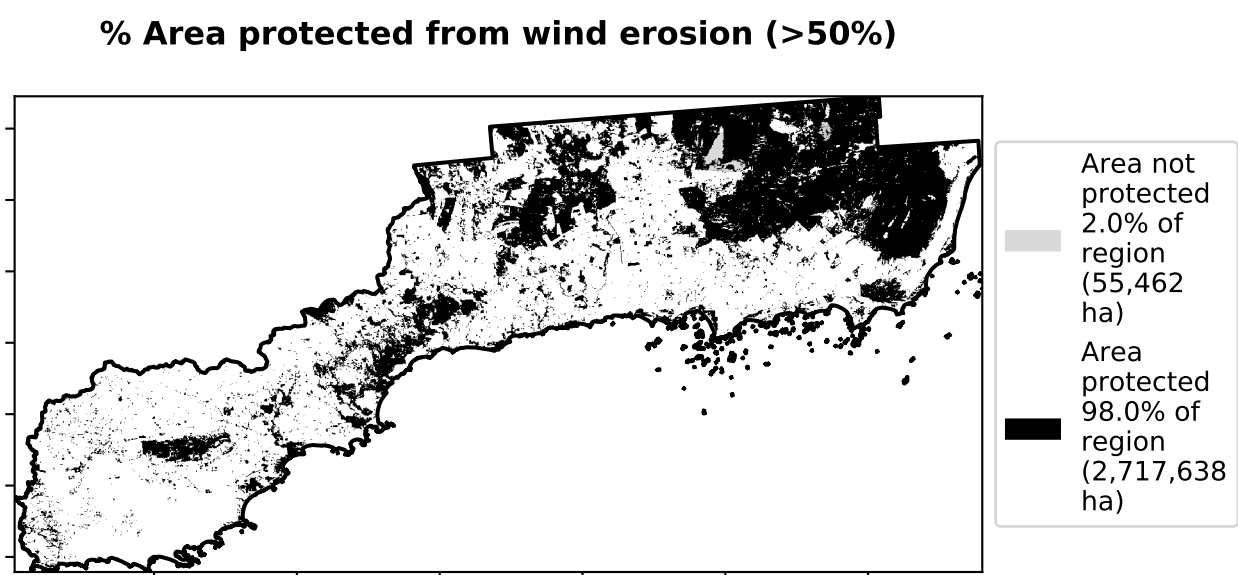 % Area protected from wind erosion (>50%)
Area not
protected
2.0% of
region
(55,462
ha)
Area
protected
98.0% of
region
(2,717,638
ha)